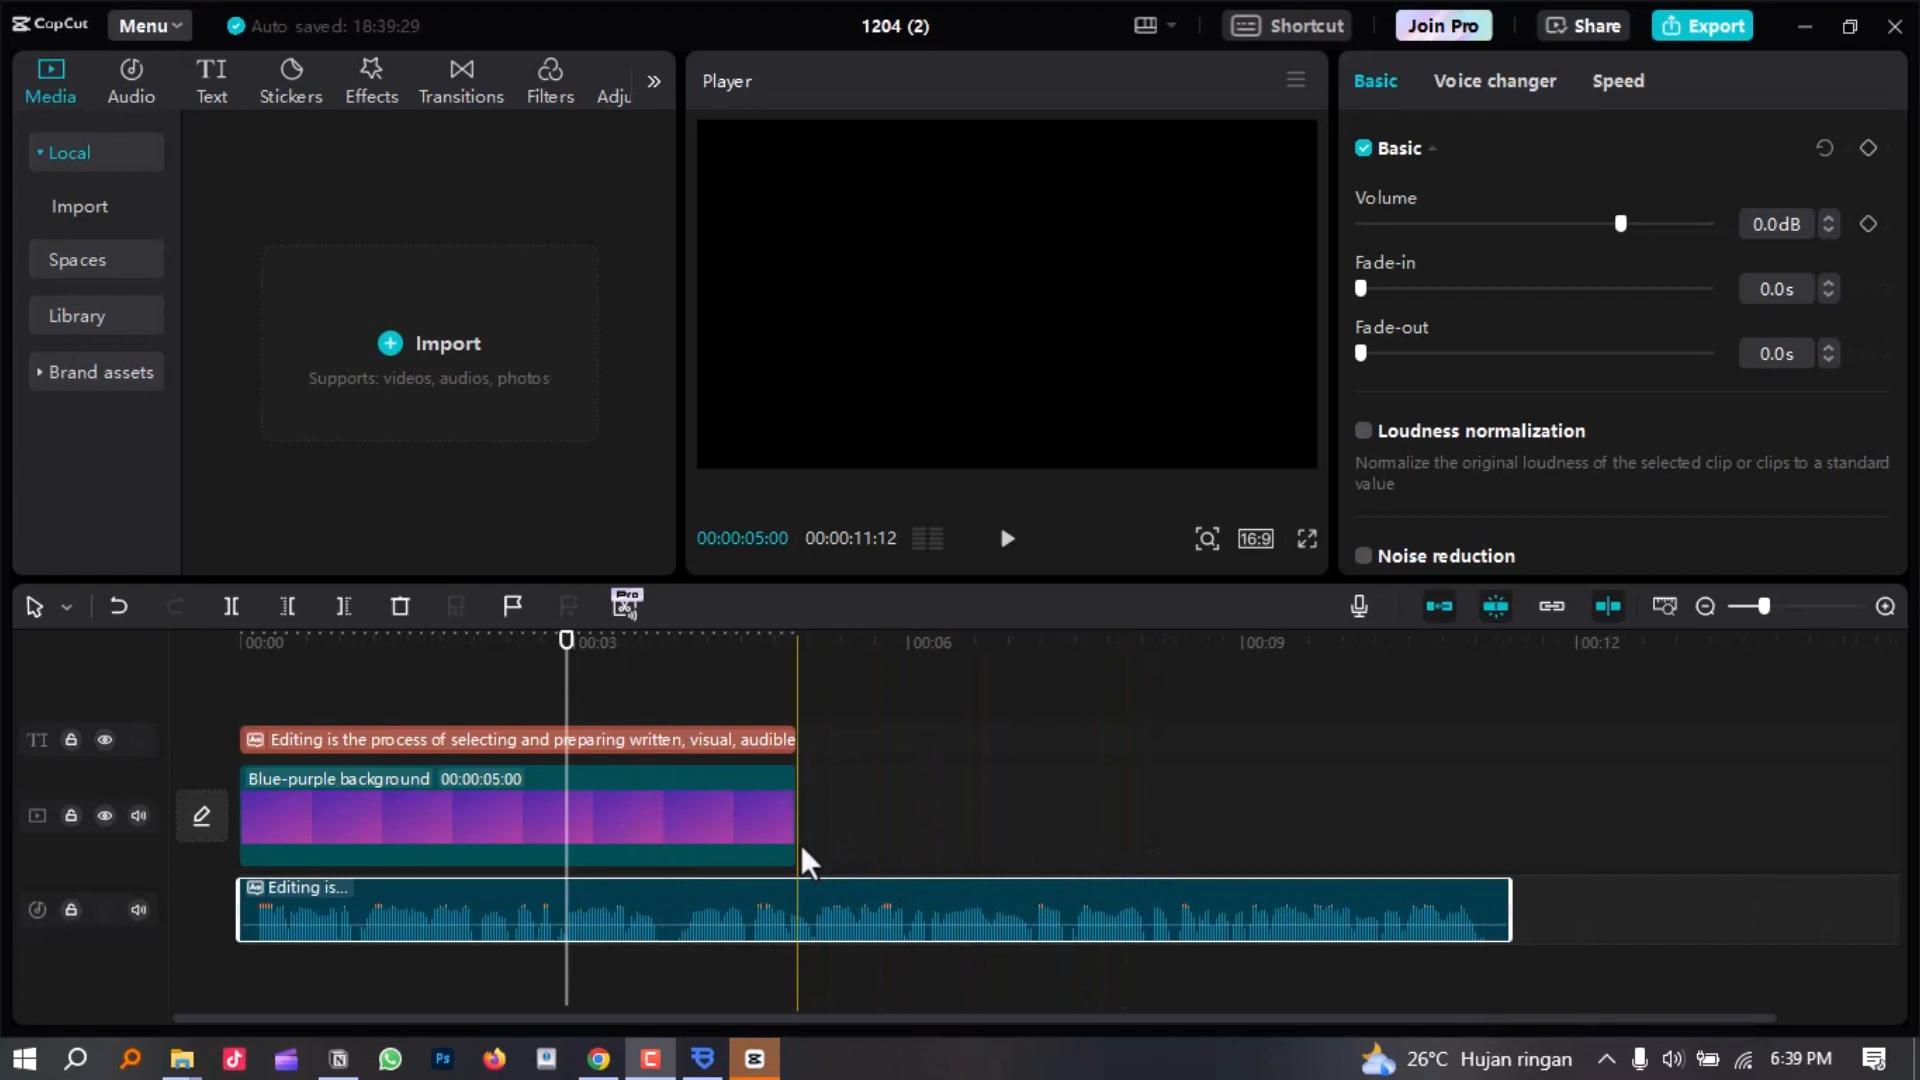 CapCut
Menu
Auto saved: 18:39:29
1204 (2)
Shortcut
Join Pro
Share
Export
Media
Audio
TI
Text
Stickers
Effects
Transitions
Filters
Adju
Player
Basic
Voice changer
Speed
Local
Import
Spaces
Library
Brand assets
Import
Supports: videos, audios, photos
Basic
Volume
0.0dB
Fade-in
0.0s
Fade-out
0.0s
Loudness normalization
Normalize the original loudness of the selected clip or clips to a standard
value
Noise reduction
00:00:05:00
00:00:11:12
16:9
Pro
00:00
00:03
00:06
00:09
00:12
TI
Editing is the process of selecting and preparing written, visual, audible
Blue-purple background 00:00:05:00
Editing is...
Ps
26°C Hujan ringan
6:39 PM